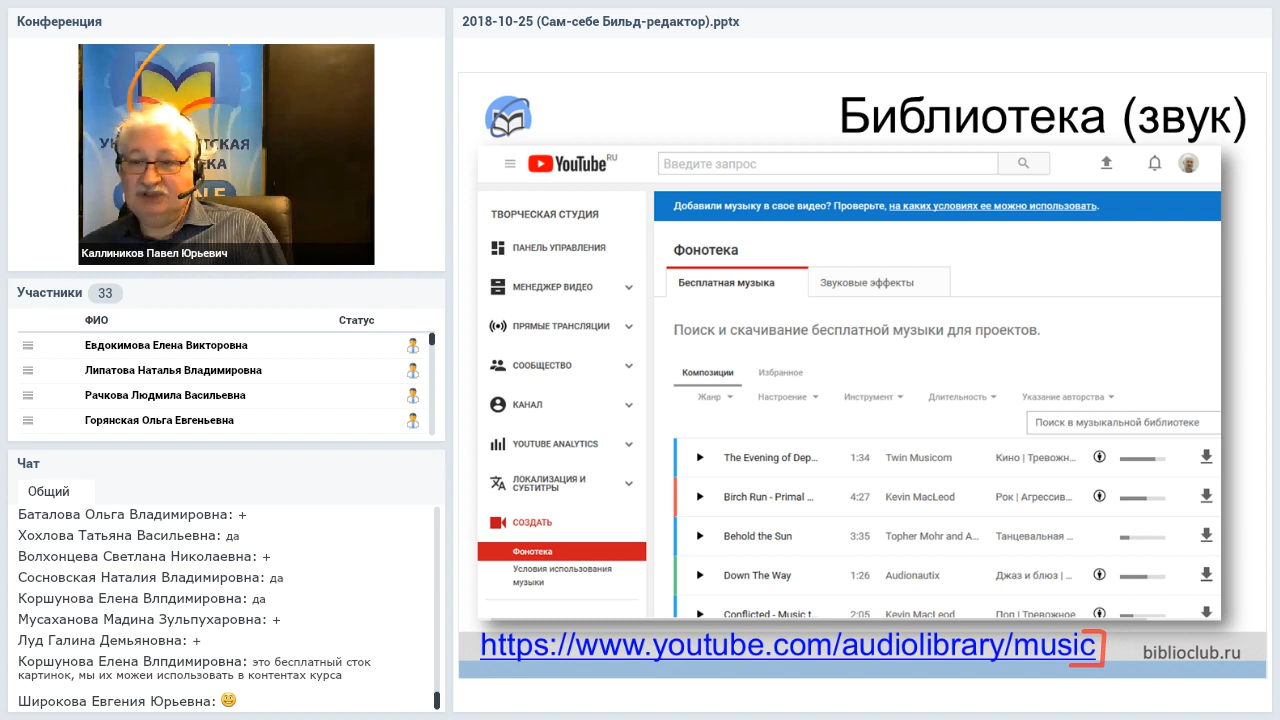 Конференция
Каллиников Павел Юрьевич
Участники 33
ФИО Статус
Евдокимова Елена Викторовна
Липатова Наталья Владимировна
Рачкова Людмила Васильевна
Горянская Ольга Евгеньевна
Чат
Общий
Баталова Ольга Владимировна: +
Хохлова Татьяна Васильевна: да
Волхонцева Светлана Николаевна: +
Сосновская Наталия Владимировна: да
Коршунова Елена Влпдимировна: да
Мусаханова Мадина Зульпухаровна: +
Луд Галина Демьяновна: +
Коршунова Елена Влпдимировна: это бесплатный сток
картинок, мы их можеи использовать в контентах курса
Широкова Евгения Юрьевна:
2018-10-25 (Сам-себе Бильд-редактор).pptx
Библиотека (звук)
YouTube RU
Введите запрос
ТВОРЧЕСКАЯ СТУДИЯ
ПАНЕЛЬ УПРАВЛЕНИЯ
МЕНЕДЖЕР ВИДЕО
ПРЯМЫЕ ТРАНСЛЯЦИИ
СООБЩЕСТВО
КАНАЛ
YOUTUBE ANALYTICS
ЛОКАЛИЗАЦИЯ И
СУБТИТРЫ
СОЗДАТЬ
Фонотека
Условия использования
музыки
Добавили музыку в свое видео? Проверьте, на каких условиях ее можно использовать.
Фонотека
Бесплатная музыка Звуковые эффекты
Поиск и скачивание бесплатной музыки для проектов.
Композиции Избранное
Жанр Настроение Инструмент Длительность Указание авторства
Поиск в музыкальной библиотеке
The Evening of Dep... 1:34 Twin Musicom Кино | Тревожн...
Birch Run - Primal ... 4:27 Kevin MacLeod Рок | Агрессив...
Behold the Sun 3:35 Topher Mohr and A... Танцевальная ...
Down The Way 1:26 Audionautix Джаз и блюз | ...
Conflicted - Music t... 2:05 Kevin MacLeod Поп | Тревожное
https://www.youtube.com/audiolibrary/music
biblioclub.ru